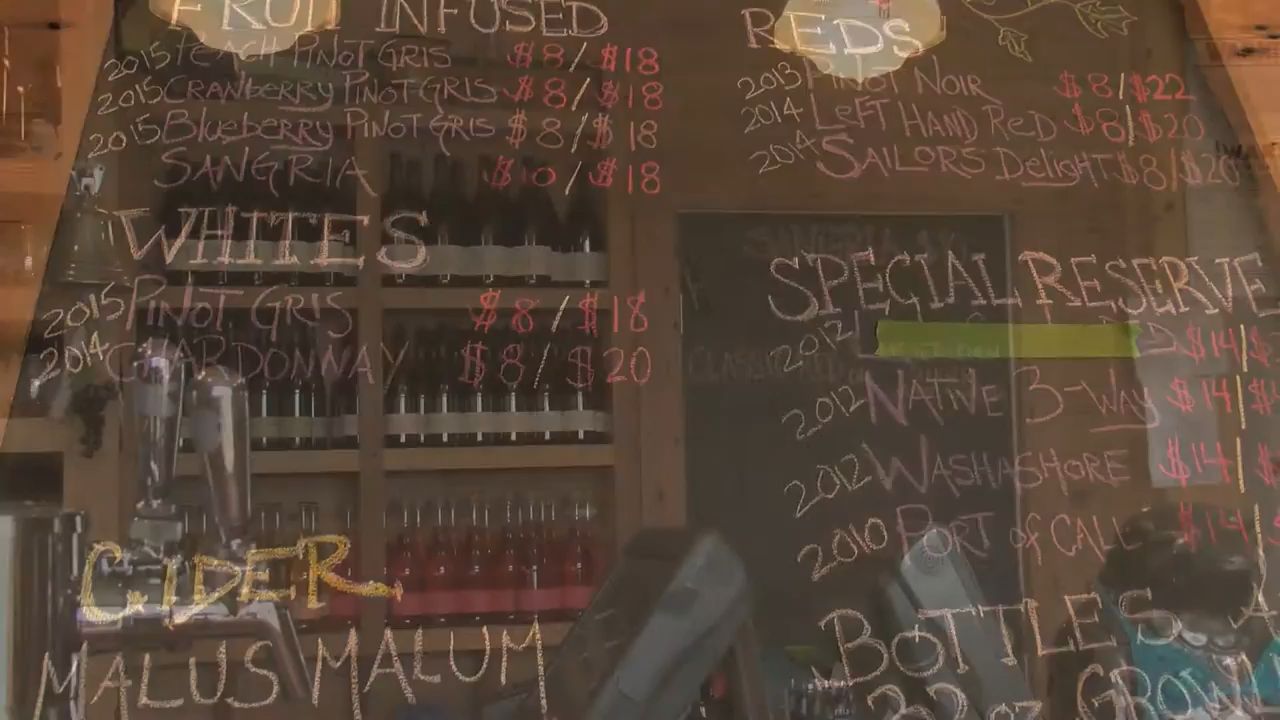 FRUIT INFUSED
2015 PEACH PINOT GRIS $8/$18
2015 CRANBERRY PINOT GRIS $8/$18
2015 Blueberry PINOT GRIS $8/$18
SANGRIA $10/$18
WHITES
2015 PINOT GRIS $8/$18
2014 CHARDONNAY $8/$20
CIDER
MALUS MALUM
REDS
2013 PINOT NOIR $8/$22
2014 LEFT HAND RED $8/$20
2014 SAILORS DELIGHT $8/$20
SPECIAL RESERVE
2012 $14/$
2012 NATIVE 3-WAY $14/$
2012 WASHASHORE $14/$
2010 PORT of CALL $14
BOTTLES
22 oz GROWL